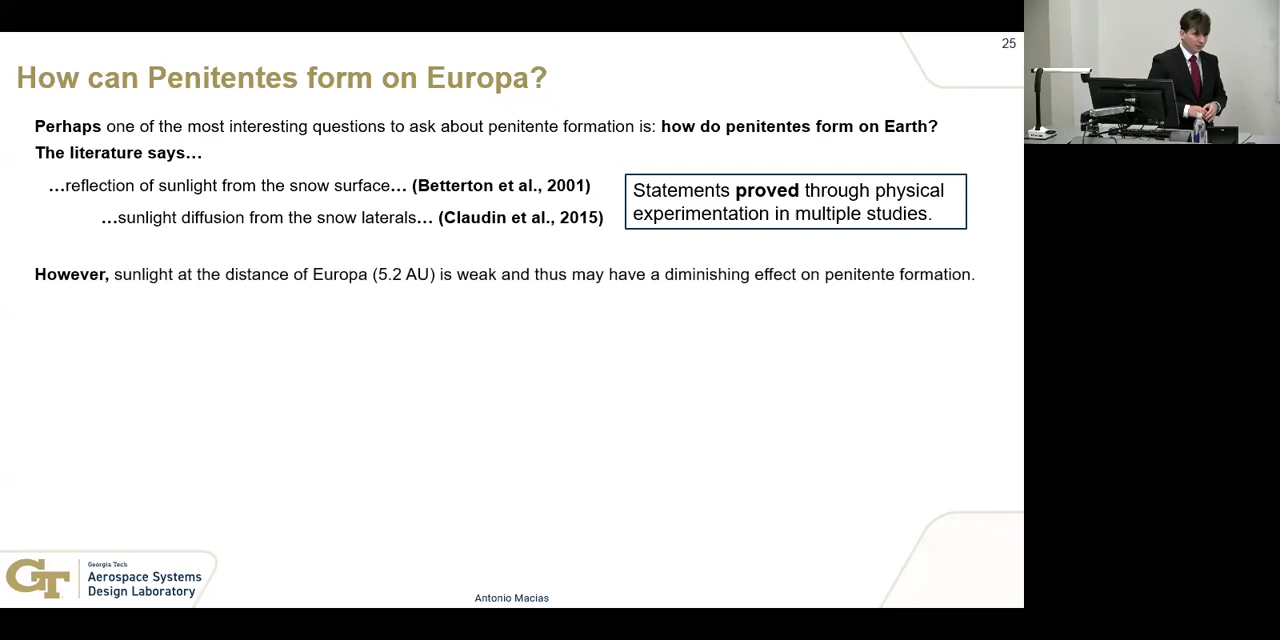 25
How can Penitentes form on Europa?
Perhaps one of the most interesting questions to ask about penitente formation is: how do penitentes form on Earth?
The literature says…
…reflection of sunlight from the snow surface… (Betterton et al., 2001)
…sunlight diffusion from the snow laterals… (Claudin et al., 2015)
Statements proved through physical
experimentation in multiple studies.
However, sunlight at the distance of Europa (5.2 AU) is weak and thus may have a diminishing effect on penitente formation.
GT
Georgia Tech
Aerospace Systems
Design Laboratory
Antonio Macias